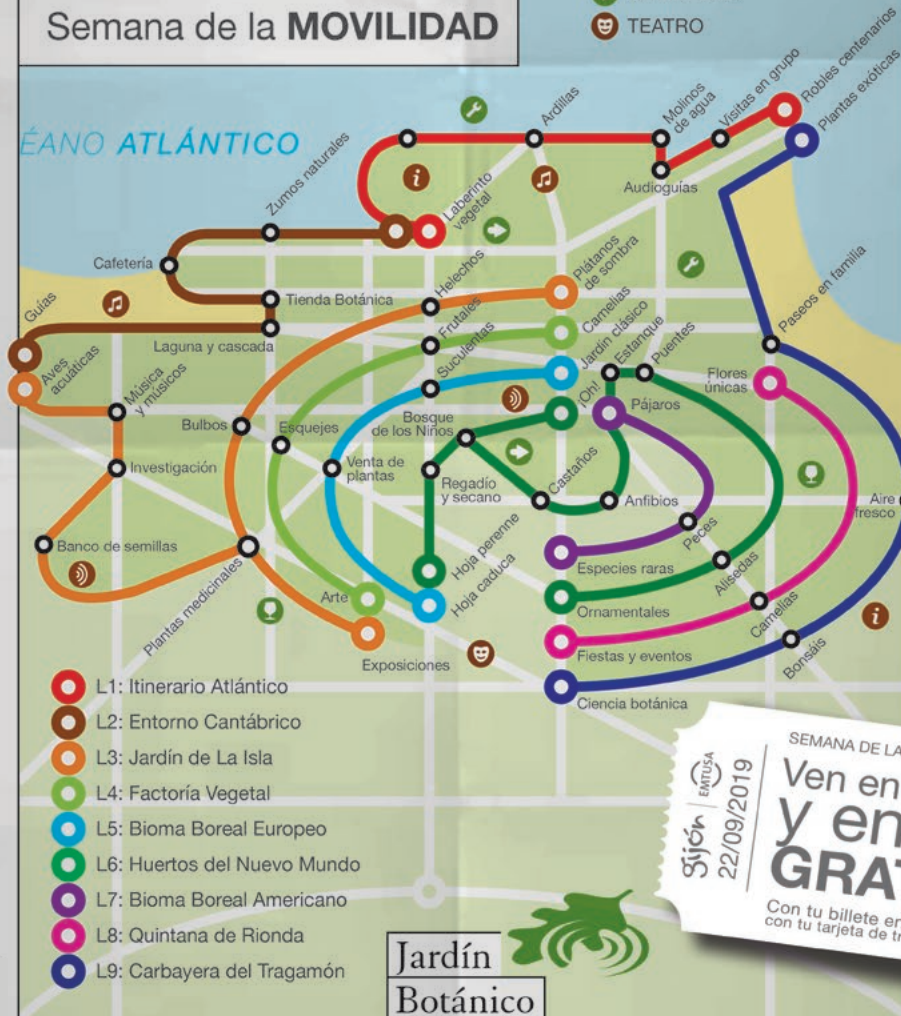 Semana de la MOVILIDAD
TEATRO
ÉANO ATLÁNTICO
Zumos naturales
Ardillas
Molinos
de agua
Visitas en grupo
Robles centenarios
Plantas exóticas
Laberinto
vegetal
Audioguías
Cafetería
Tienda Botánica
Helechos
Plátanos
de sombra
Guías
Laguna y cascada
Frutales
Camelias
Paseos en familia
Aves
acuáticas
Música
y músicos
Suculentas
Jardín clásico
Estanque
Puentes
Flores
únicas
Bulbos
Esquejes
Bosque
de los Niños
¡Oh!
Pájaros
Investigación
Venta de
plantas
Regadío
y secano
Castaños
Anfibios
Aire
fresco
Banco de semillas
Plantas medicinales
Hoja perenne
Hoja caduca
Peces
Especies raras
Alisedas
Arte
Ornamentales
Camelias
Exposiciones
Fiestas y eventos
Bonsáis
Ciencia botánica
L1: Itinerario Atlántico
L2: Entorno Cantábrico
L3: Jardín de La Isla
L4: Factoría Vegetal
L5: Bioma Boreal Europeo
L6: Huertos del Nuevo Mundo
L7: Bioma Boreal Americano
L8: Quintana de Rionda
L9: Carbayera del Tragamón
Gijón EMTUSA
22/09/2019
SEMANA DE LA
Ven en
y en
GRAT
Con tu billete en
con tu tarjeta de tr
Jardín
Botánico